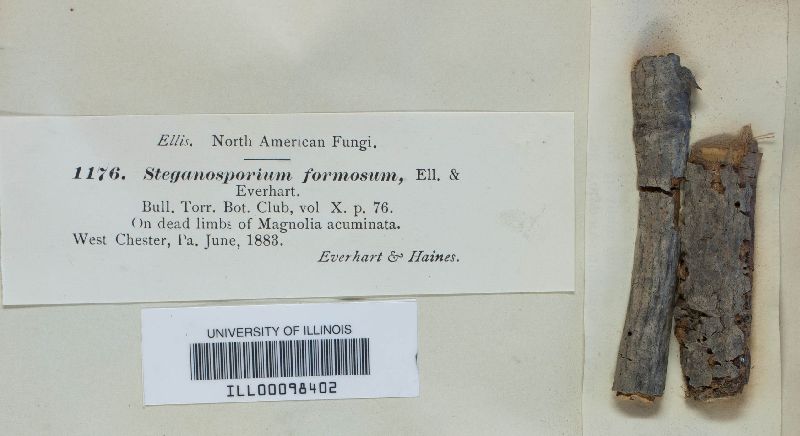 Ellis. North American Fungi.
1176. Steganosporium formosum, Ell. &
Everhart.
Bull. Torr. Bot. Club, vol X. p. 76.
On dead limbs of Magnolia acuminata.
West Chester, Pa. June, 1883.
Everhart & Haines.
UNIVERSITY OF ILLINOIS
ILL00098402